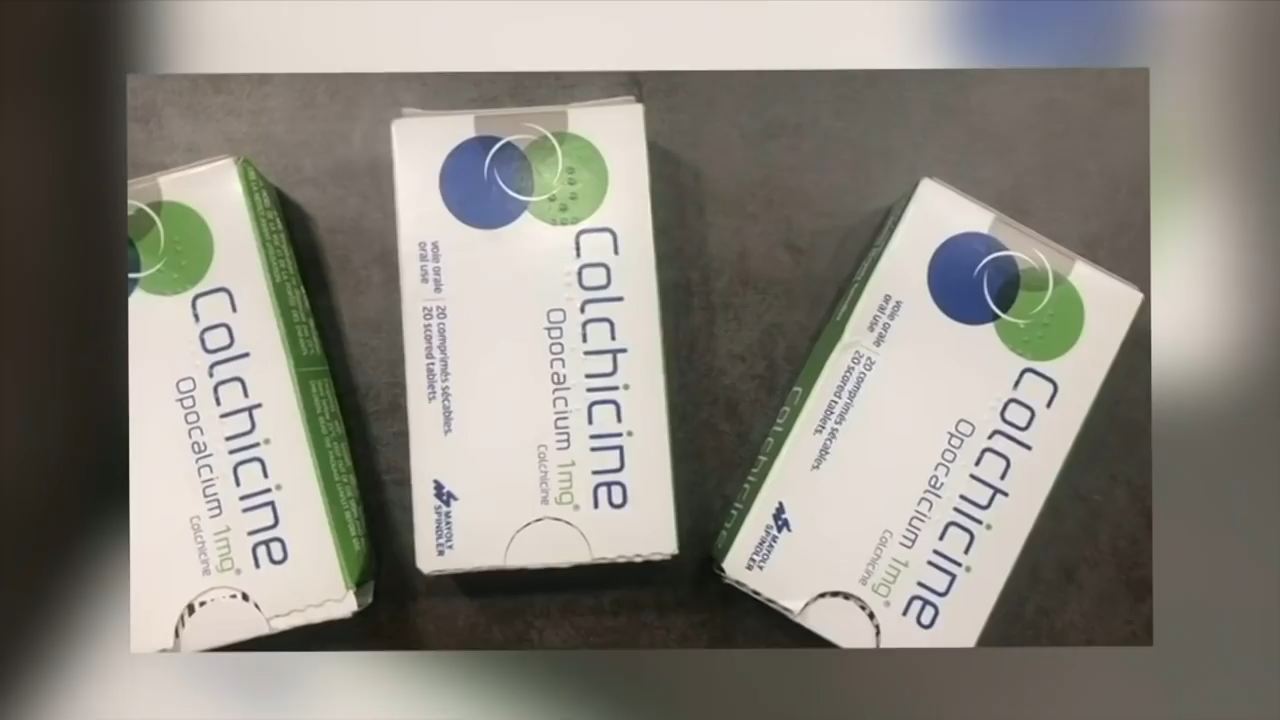 Colchicine
Opocalcium 1mg®
Colchicine
Colchicine
Opocalcium 1mg®
Colchicine
voie orale | 20 comprimés sécables.
oral use | 20 scored tablets.
MAYOLY
SPINDLER
Colchicine
Opocalcium 1mg®
Colchicine
voie orale | 20 comprimés sécables.
oral use | 20 scored tablets.
MAYOLY
SPINDLER
Colchicine